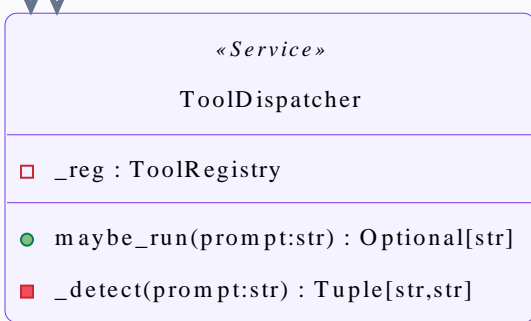 «Service»
ToolDispatcher
_reg : ToolRegistry
maybe_run(prompt:str) : Optional[str]
_detect(prompt:str) : Tuple[str,str]